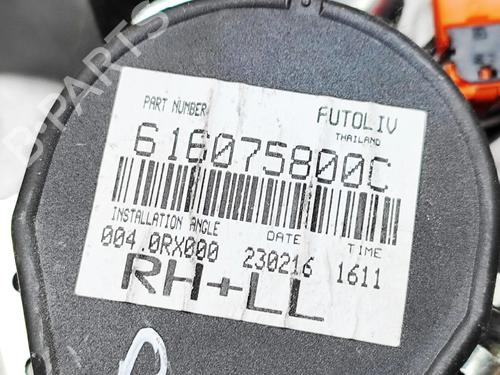 PART NUMBER
AUTOLIV
THAILAND
616075800C
INSTALLATION ANGLE
DATE
TIME
004.0RX000
230216
1611
RH+LL
B-PARTS